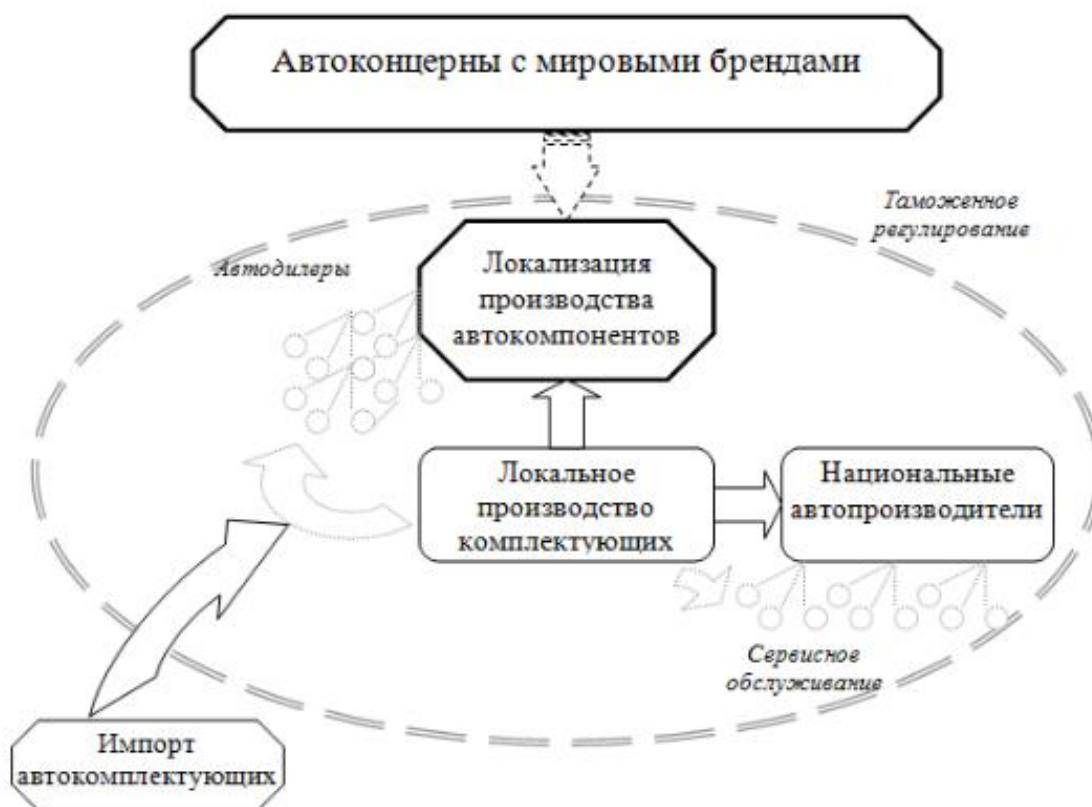 Автоконцерны с мировыми брендами
Таможенное
регулирование
Автодилеры
Локализация
производства
автокомпонентов
Локальное
производство
комплектующих
Национальные
автопроизводители
Сервисное
обслуживание
Импорт
автокомплектующих